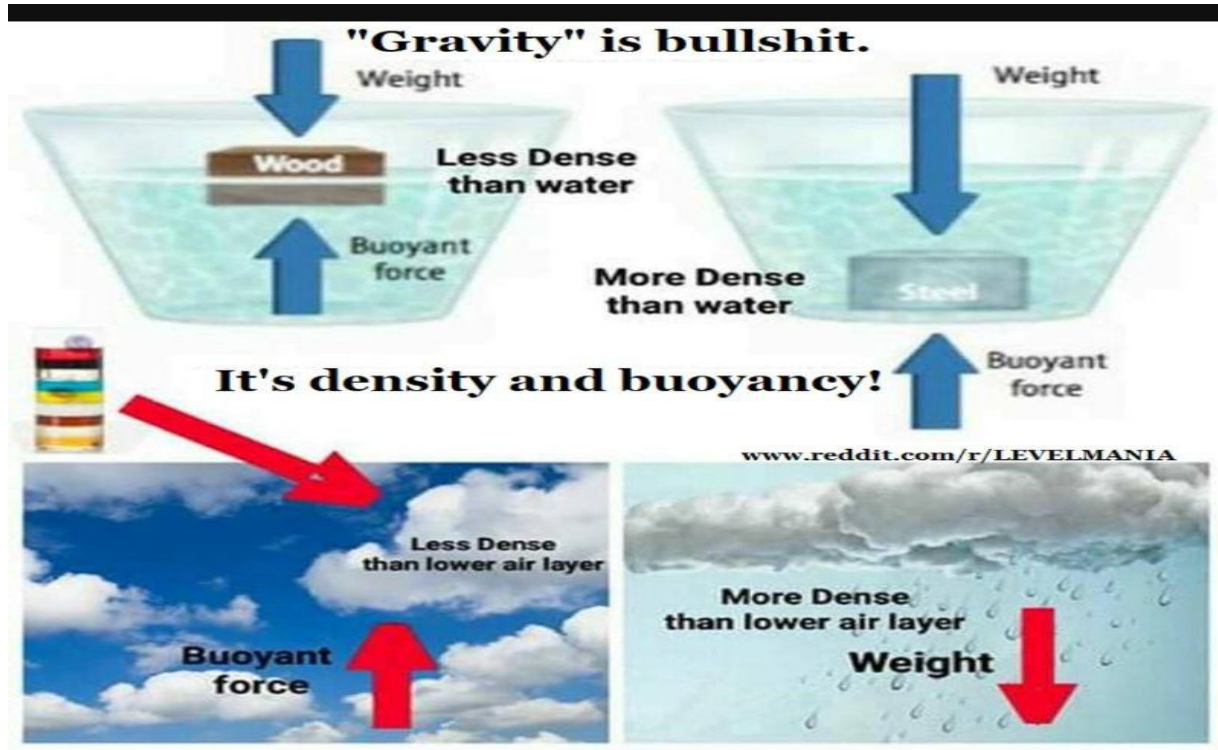 "Gravity" is bullshit.
Weight
Weight
Wood
Less Dense
than water
Buoyant
force
More Dense
than water
Steel
It's density and buoyancy!
Buoyant
force
www.reddit.com/r/LEVELMANIA
Less Dense
than lower air layer
Buoyant
force
More Dense
than lower air layer
Weight